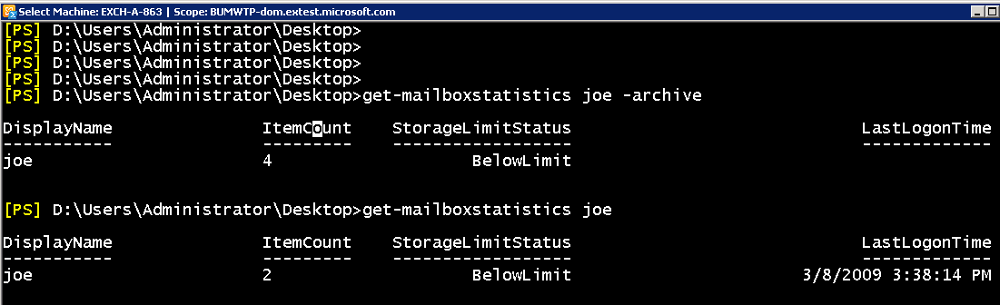 Select Machine: EXCH-A-863 | Scope: BUMWTP-dom.extest.microsoft.com
[PS] D:\Users\Administrator\Desktop>
[PS] D:\Users\Administrator\Desktop>
[PS] D:\Users\Administrator\Desktop>
[PS] D:\Users\Administrator\Desktop>
[PS] D:\Users\Administrator\Desktop>get-mailboxstatistics joe -archive
DisplayName ItemCount StorageLimitStatus LastLogonTime
----------- --------- ------------------ -------------
joe 4 BelowLimit
[PS] D:\Users\Administrator\Desktop>get-mailboxstatistics joe
DisplayName ItemCount StorageLimitStatus LastLogonTime
----------- --------- ------------------ -------------
joe 2 BelowLimit 3/8/2009 3:38:14 PM